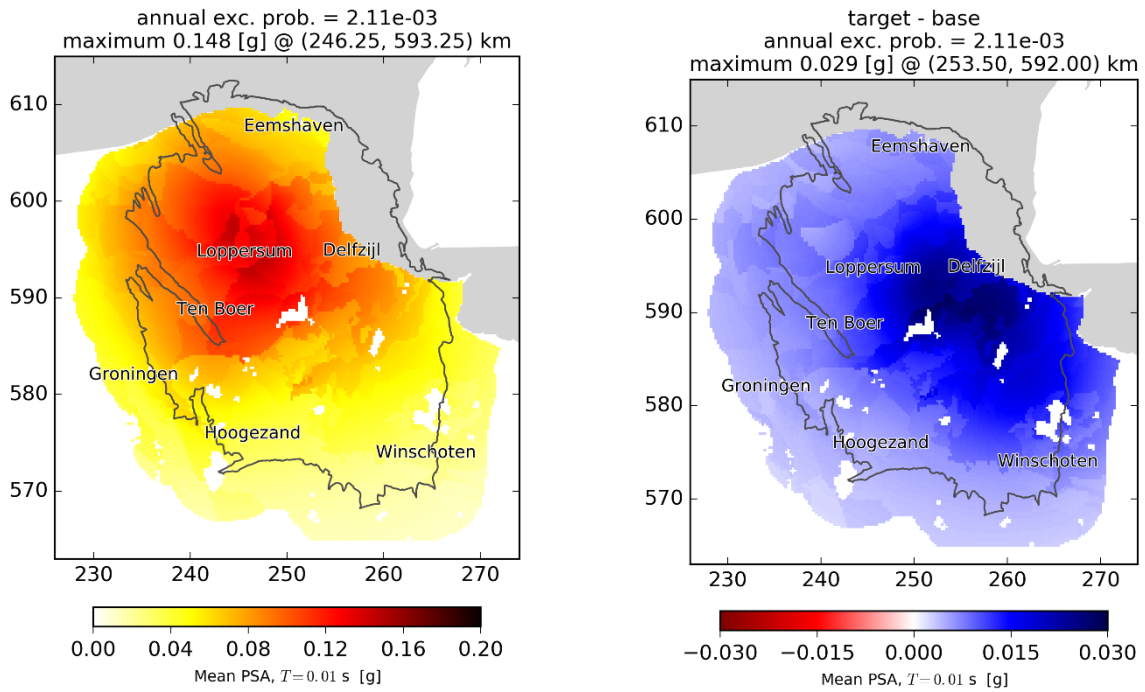 annual exc. prob. = 2.11e-03
maximum 0.148 [g] @ (246.25, 593.25) km
610
600
590
580
570
Eemshaven
Loppersum
Delfzijl
Ten Boer
Groningen
Hoogezand
Winschoten
230 240 250 260 270
0.00 0.04 0.08 0.12 0.16 0.20
Mean PSA, T=0.01 s [g]
target - base
annual exc. prob. = 2.11e-03
maximum 0.029 [g] @ (253.50, 592.00) km
610
600
590
580
570
Eemshaven
Loppersum
Delfzijl
Ten Boer
Groningen
Hoogezand
Winschoten
230 240 250 260 270
-0.030 -0.015 0.000 0.015 0.030
Mean PSA, T=0.01 s [g]